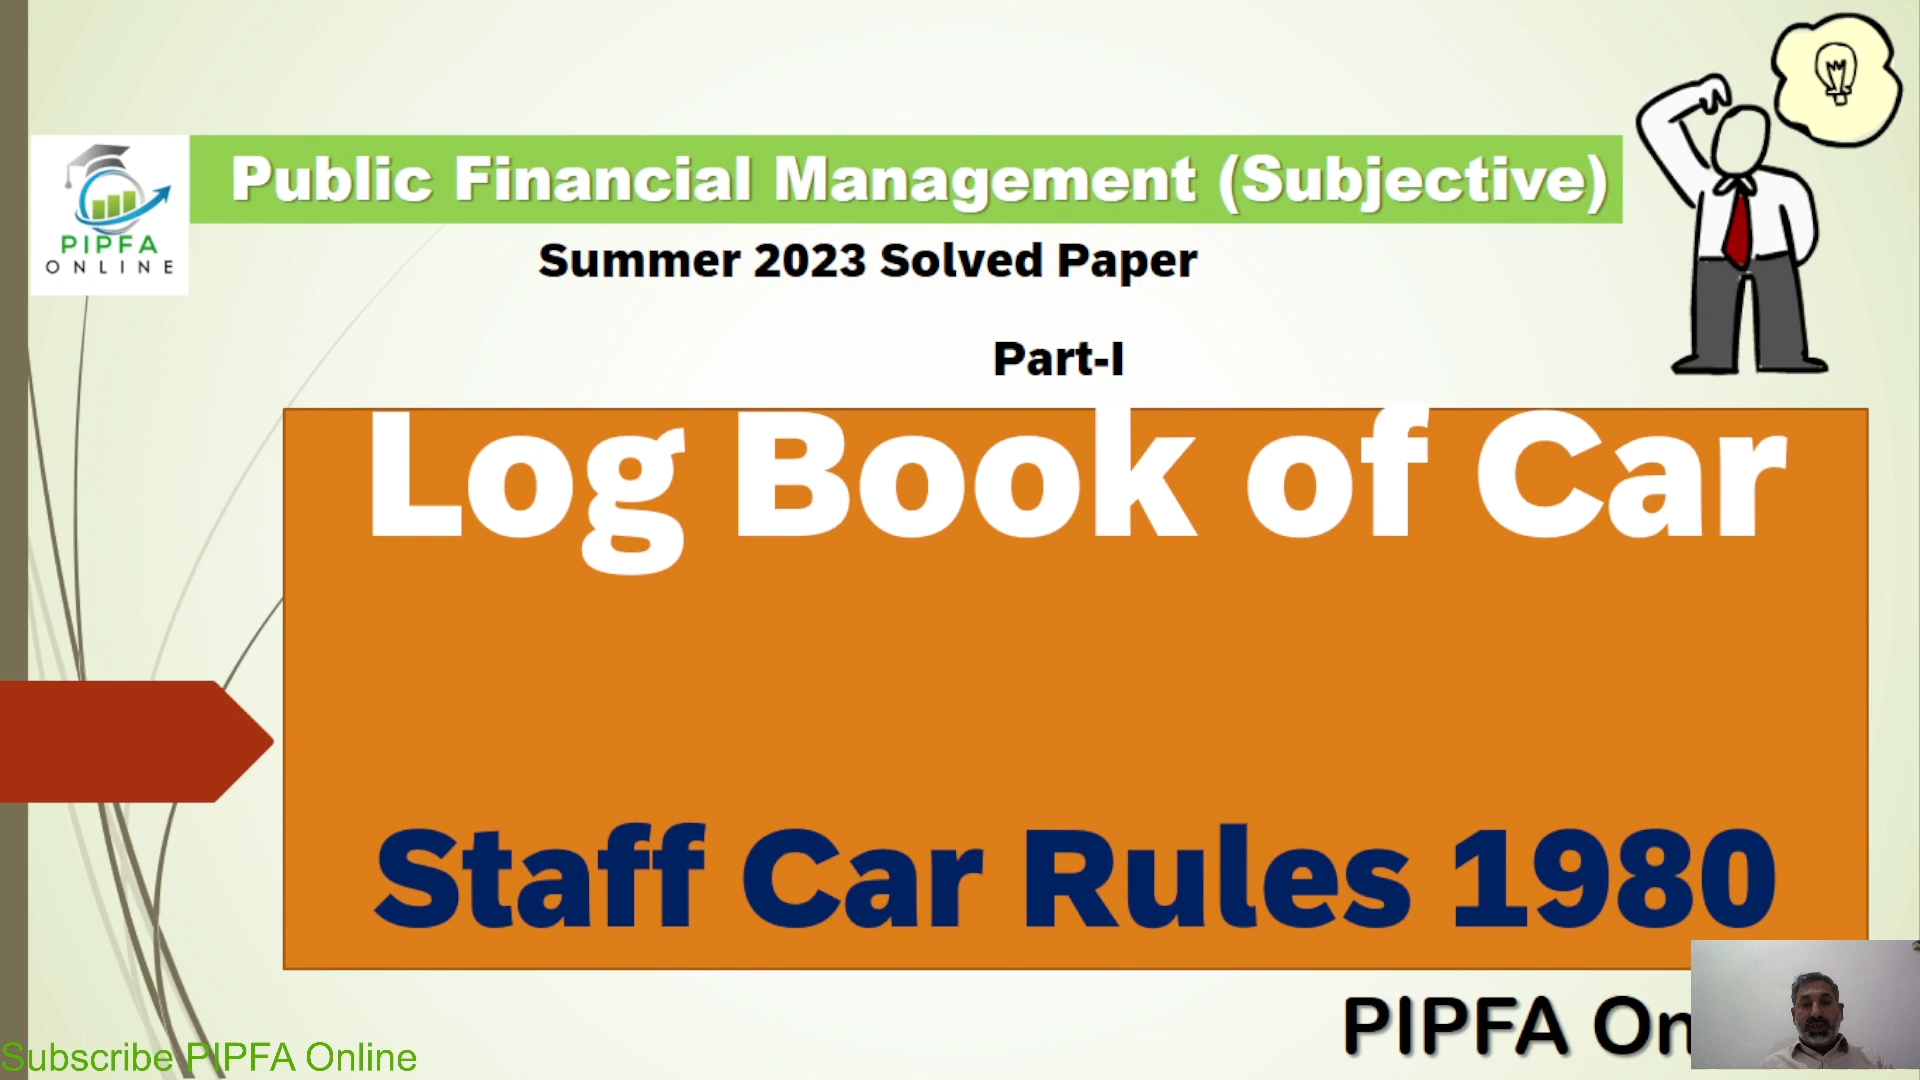 Public Financial Management (Subjective)
PIPFA
ONLINE
Summer 2023 Solved Paper
Part-I
Log Book of Car
Staff Car Rules 1980
PIPFA On
Subscribe PIPFA Online